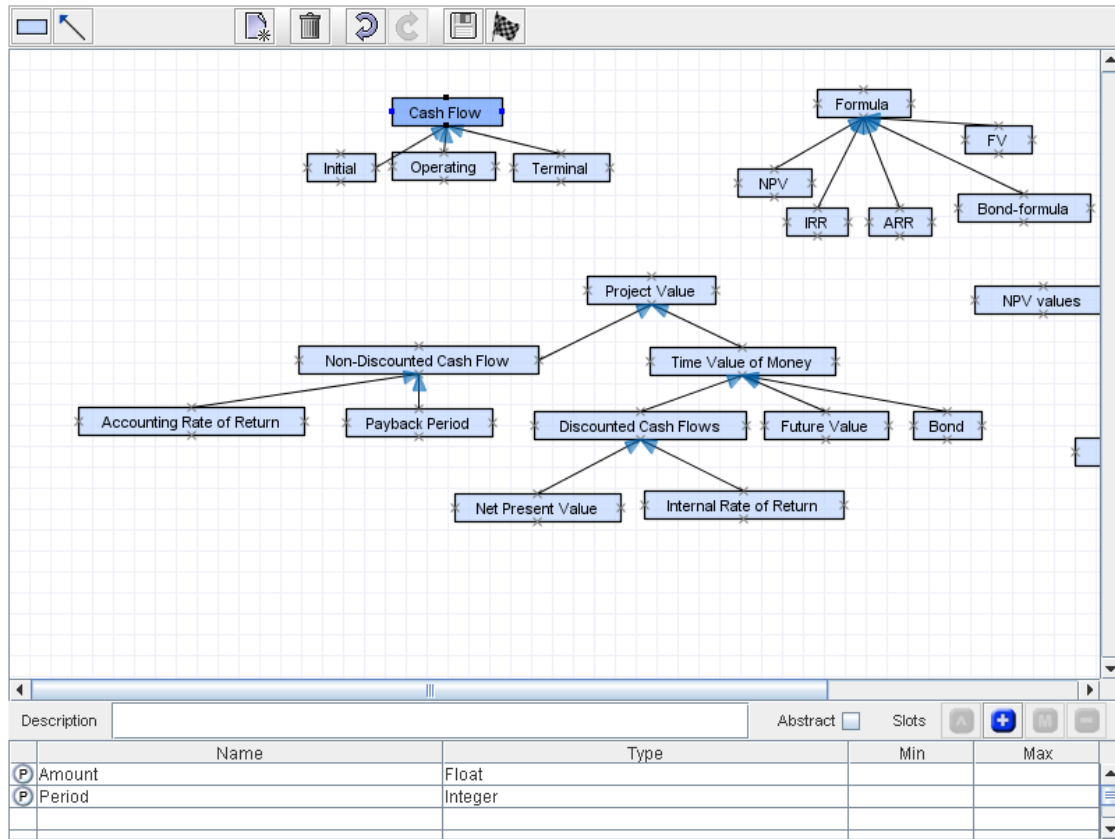 Cash Flow
Formula
FV
Initial
Operating
Terminal
NPV
Bond-formula
IRR
ARR
Project Value
NPV values
Non-Discounted Cash Flow
Time Value of Money
Accounting Rate of Return
Payback Period
Discounted Cash Flows
Future Value
Bond
Net Present Value
Internal Rate of Return
Description
Abstract
Slots
A
M
Name
Type
Min
Max
P
Amount
Float
P
Period
Integer